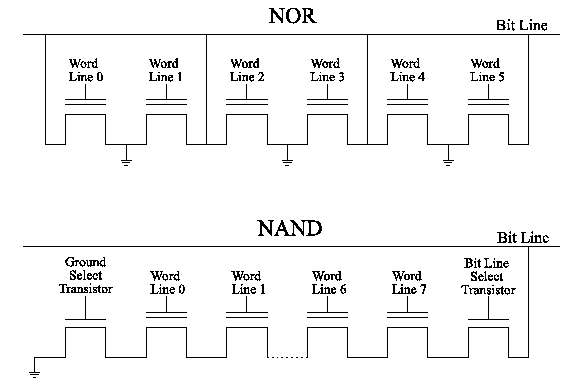 NOR
Bit Line
Word Word Word Word Word Word
Line 0 Line 1 Line 2 Line 3 Line 4 Line 5
NAND
Bit Line
Ground Select Transistor
Word Line 0
Word Line 1
Word Line 6
Word Line 7
Bit Line Select Transistor